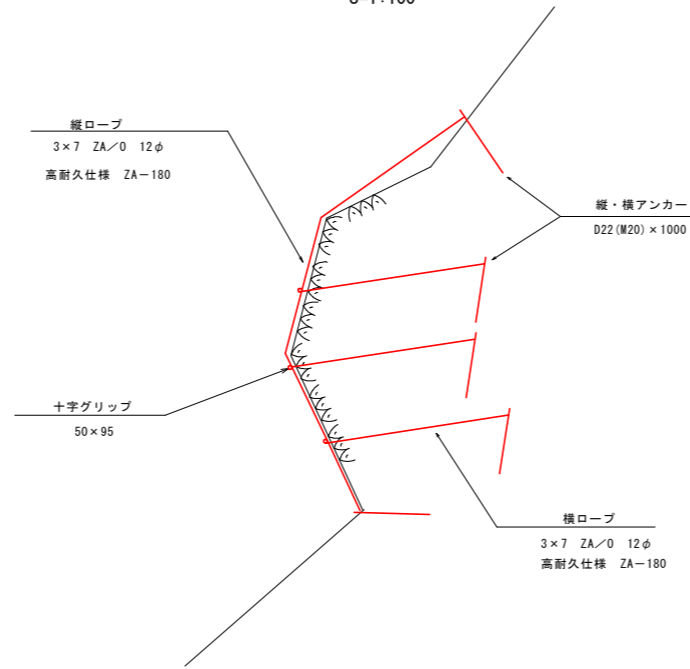 縦ロープ
3×7 ZA/O 12φ
高耐久仕様 ZA-180
縦・横アンカー
D22(M20)×1000
十字グリップ
50×95
横ロープ
3×7 ZA/O 12φ
高耐久仕様 ZA-180